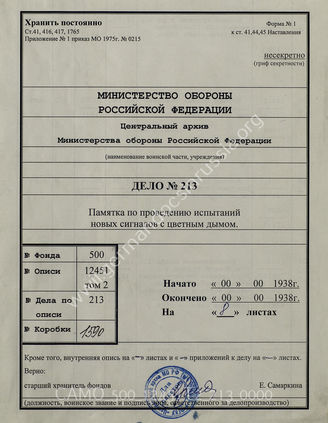 Хранить постоянно
Ст.41, 416, 417, 1765
Приложение № 1 приказ МО 1975г. № 0215
Форма № 1
к ст. 41,44,45 Наставления
несекретно
(гриф секретности)
МИНИСТЕРСТВО ОБОРОНЫ
РОССИЙСКОЙ ФЕДЕРАЦИИ
Центральный архив
Министерства обороны Российской Федерации
(наименование воинской части, учреждения)
ДЕЛО № 213
Памятка по проведению испытаний
новых сигналов с цветным дымом.
№ Фонда 500
№ Описи 12451
том 2
№ Дела по описи 213
№ Коробки 1590
Начато « 00 » 00 1938г.
Окончено « 00 » 00 1938г.
На « 8 » листах
Кроме того, внутренняя опись на «–» листах и «–» приложений к делу на «–» листах.
Верно:
старший хранитель фондов Е. Самаркина
(должность, воинское звание и подпись лица, ответственного за делопроизводство)